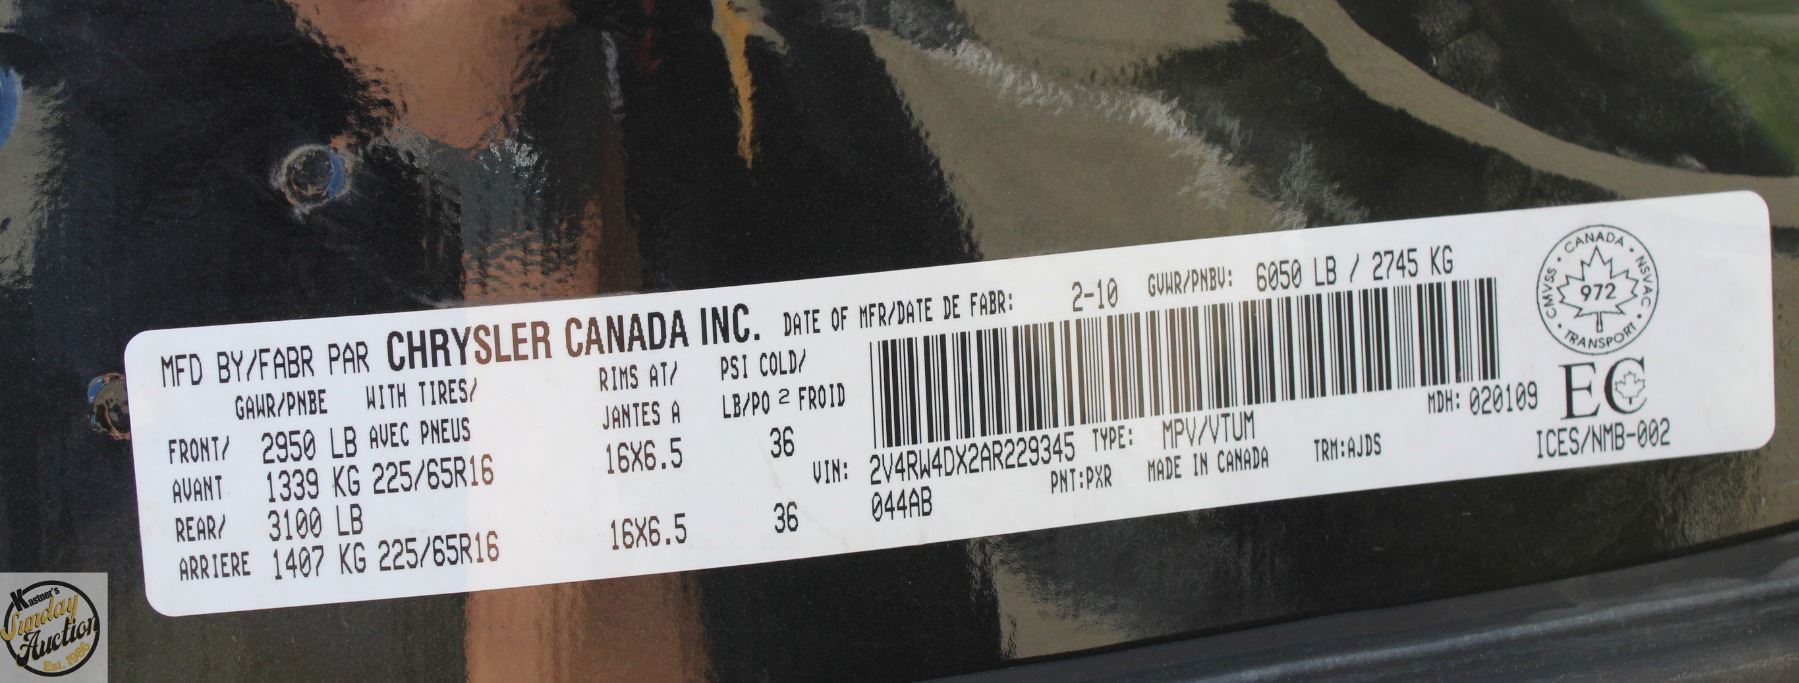 MFD BY/FABR PAR CHRYSLER CANADA INC. DATE OF MFR/DATE DE FABR: 2-10 GVWR/PNBV: 6050 LB / 2745 KG
GAWR/PNBE WITH TIRES/ RIMS AT/ PSI COLD/
AVEC PNEUS JANTES A LB/PO 2 FROID
FRONT/ 2950 LB
AVANT 1339 KG 225/65R16 16X6.5 36
REAR/ 3100 LB
ARRIERE 1407 KG 225/65R16 16X6.5 36
VIN: 2V4RW4DX2AR229345 TYPE: MPV/VTUM MDH: 020109
044AB PNT:PXR MADE IN CANADA TRM:AJDS
CANADA
CMVSS · NSVAC
972
TRANSPORT
EC
ICES/NMB-002
Kastner's
Sunday
Auction
Est. 1986